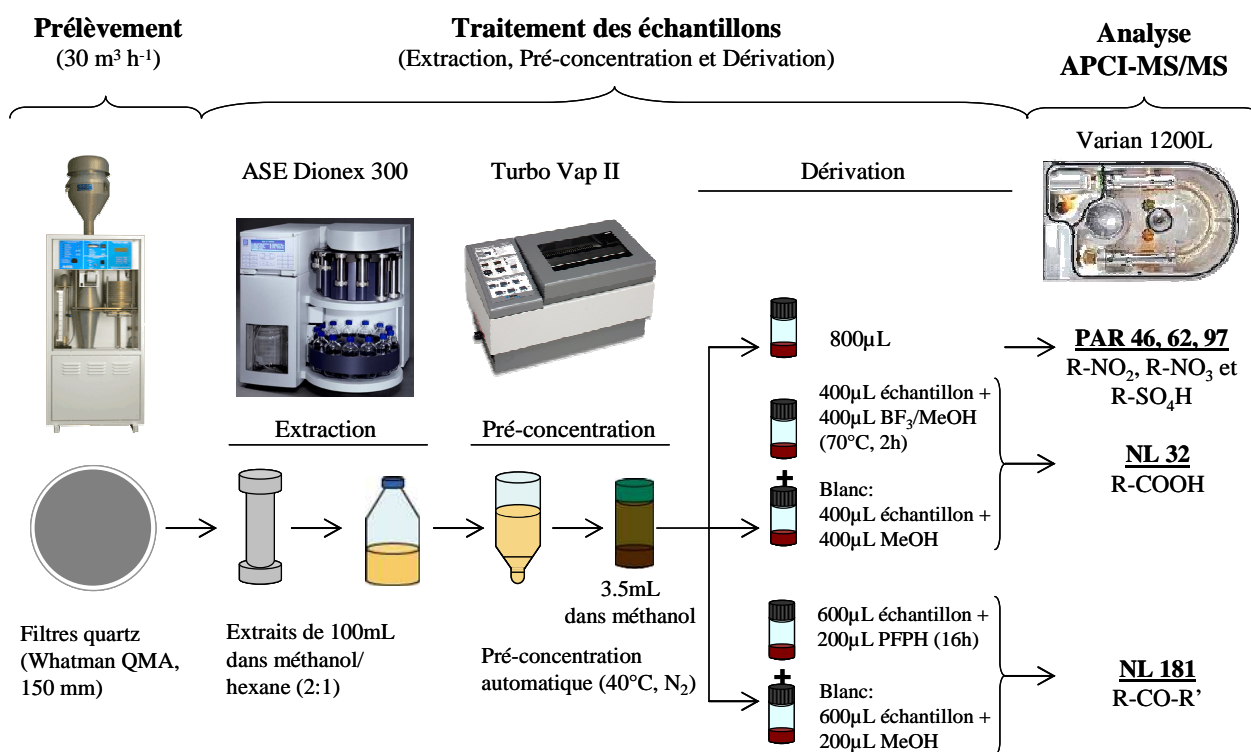 Prélèvement
(30 m³ h⁻¹)
Traitement des échantillons
(Extraction, Pré-concentration et Dérivation)
Analyse
APCI-MS/MS
ASE Dionex 300
Turbo Vap II
Dérivation
Varian 1200L
Extraction
Pré-concentration
800µL
400µL échantillon +
400µL BF₃/MeOH
(70°C, 2h)
+
Blanc:
400µL échantillon +
400µL MeOH
600µL échantillon +
200µL PFPH (16h)
+
Blanc:
600µL échantillon +
200µL MeOH
PAR 46, 62, 97
R-NO₂, R-NO₃ et
R-SO₄H
NL 32
R-COOH
NL 181
R-CO-R’
Filtres quartz
(Whatman QMA,
150 mm)
Extraits de 100mL
dans méthanol/
hexane (2:1)
3.5mL
dans méthanol
Pré-concentration
automatique (40°C, N₂)